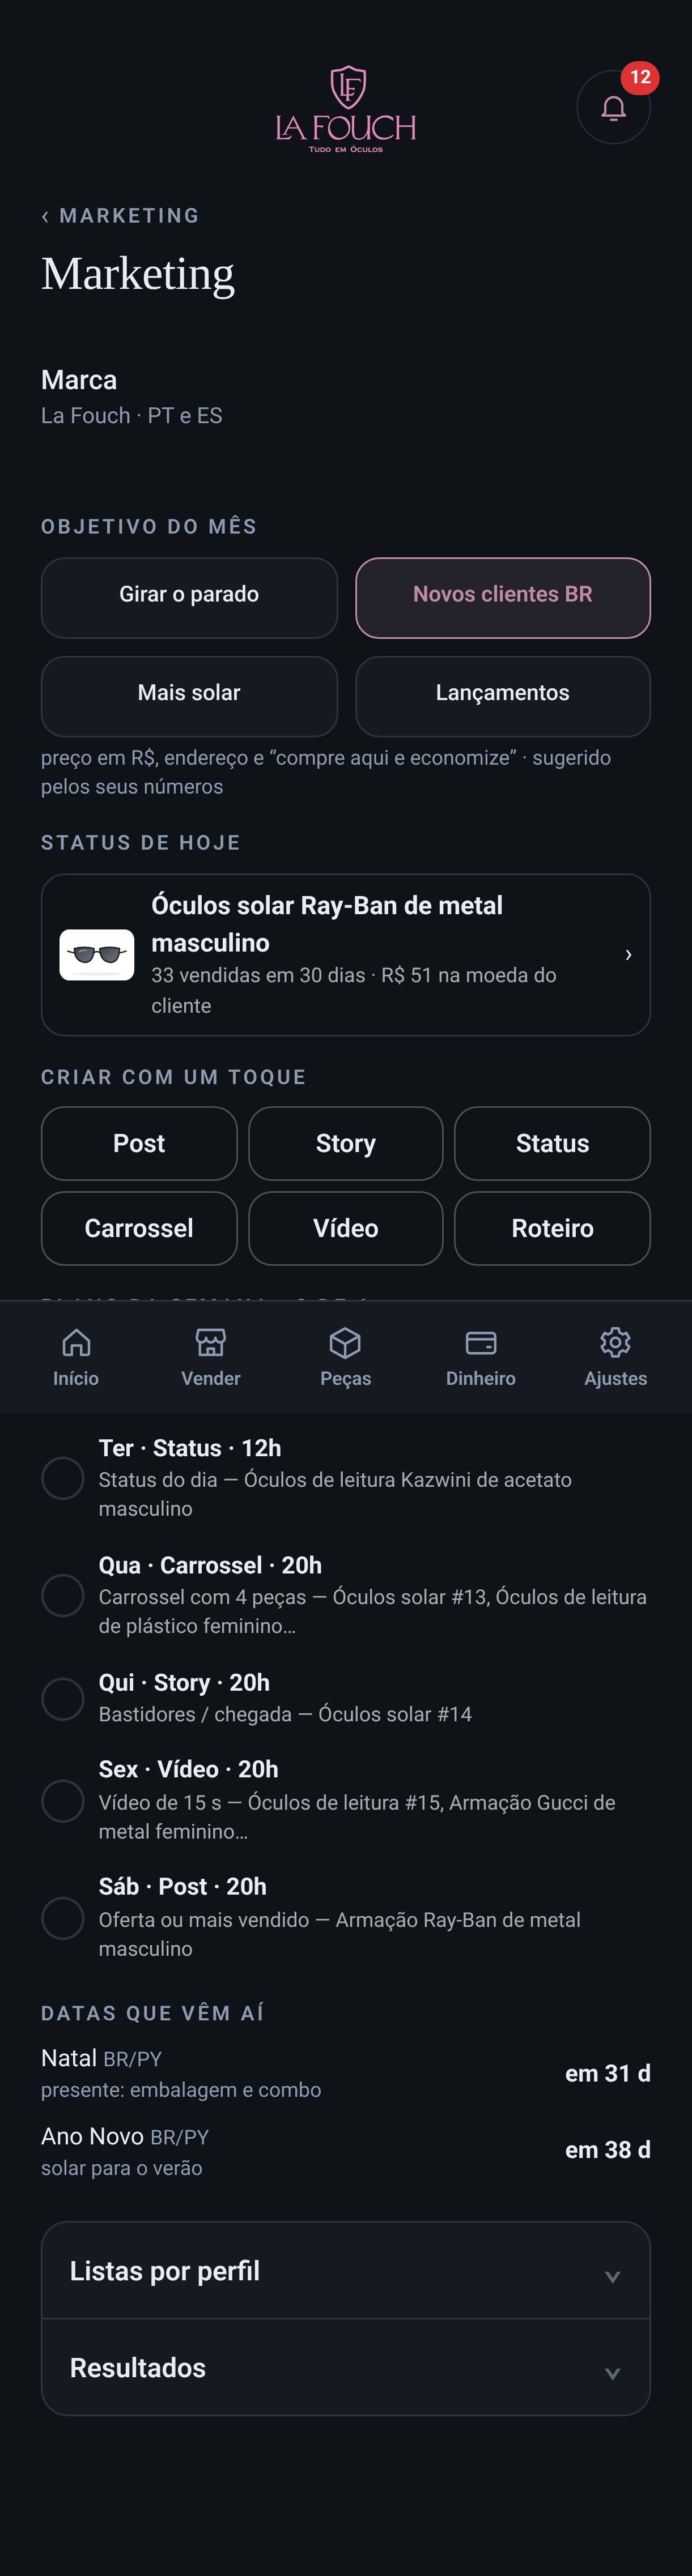 LF
LA FOUCH
TUDO EM ÓCULOS
12
‹ MARKETING
Marketing
Marca
La Fouch · PT e ES
OBJETIVO DO MÊS
Girar o parado
Novos clientes BR
Mais solar
Lançamentos
preço em R$, endereço e “compre aqui e economize” · sugerido
pelos seus números
STATUS DE HOJE
Óculos solar Ray-Ban de metal
masculino
33 vendidas em 30 dias · R$ 51 na moeda do
cliente
›
CRIAR COM UM TOQUE
Post
Story
Status
Carrossel
Vídeo
Roteiro
Início
Vender
Peças
Dinheiro
Ajustes
Ter · Status · 12h
Status do dia — Óculos de leitura Kazwini de acetato
masculino
Qua · Carrossel · 20h
Carrossel com 4 peças — Óculos solar #13, Óculos de leitura
de plástico feminino…
Qui · Story · 20h
Bastidores / chegada — Óculos solar #14
Sex · Vídeo · 20h
Vídeo de 15 s — Óculos de leitura #15, Armação Gucci de
metal feminino…
Sáb · Post · 20h
Oferta ou mais vendido — Armação Ray-Ban de metal
masculino
DATAS QUE VÊM AÍ
Natal BR/PY
presente: embalagem e combo
em 31 d
Ano Novo BR/PY
solar para o verão
em 38 d
Listas por perfil
Resultados